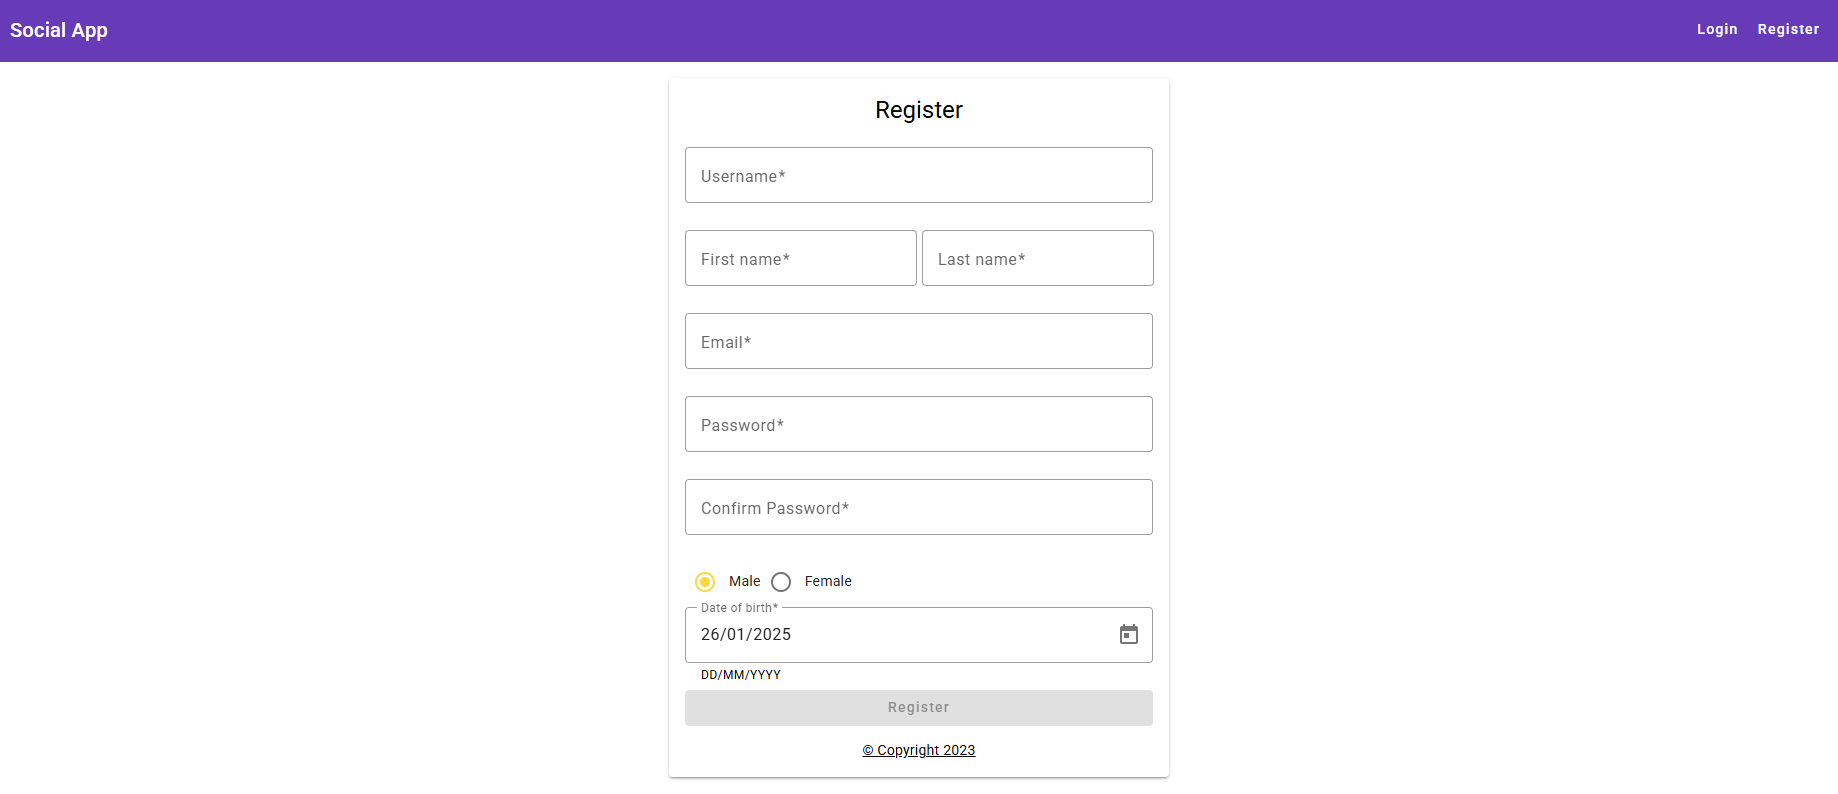 Social App
Login Register
Register
Username*
First name* Last name*
Email*
Password*
Confirm Password*
Male Female
Date of birth*
26/01/2025
DD/MM/YYYY
Register
© Copyright 2023